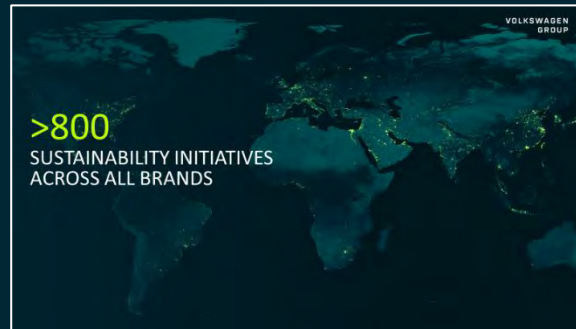 VOLKSWAGEN
GROUP
>800
SUSTAINABILITY INITIATIVES
ACROSS ALL BRANDS